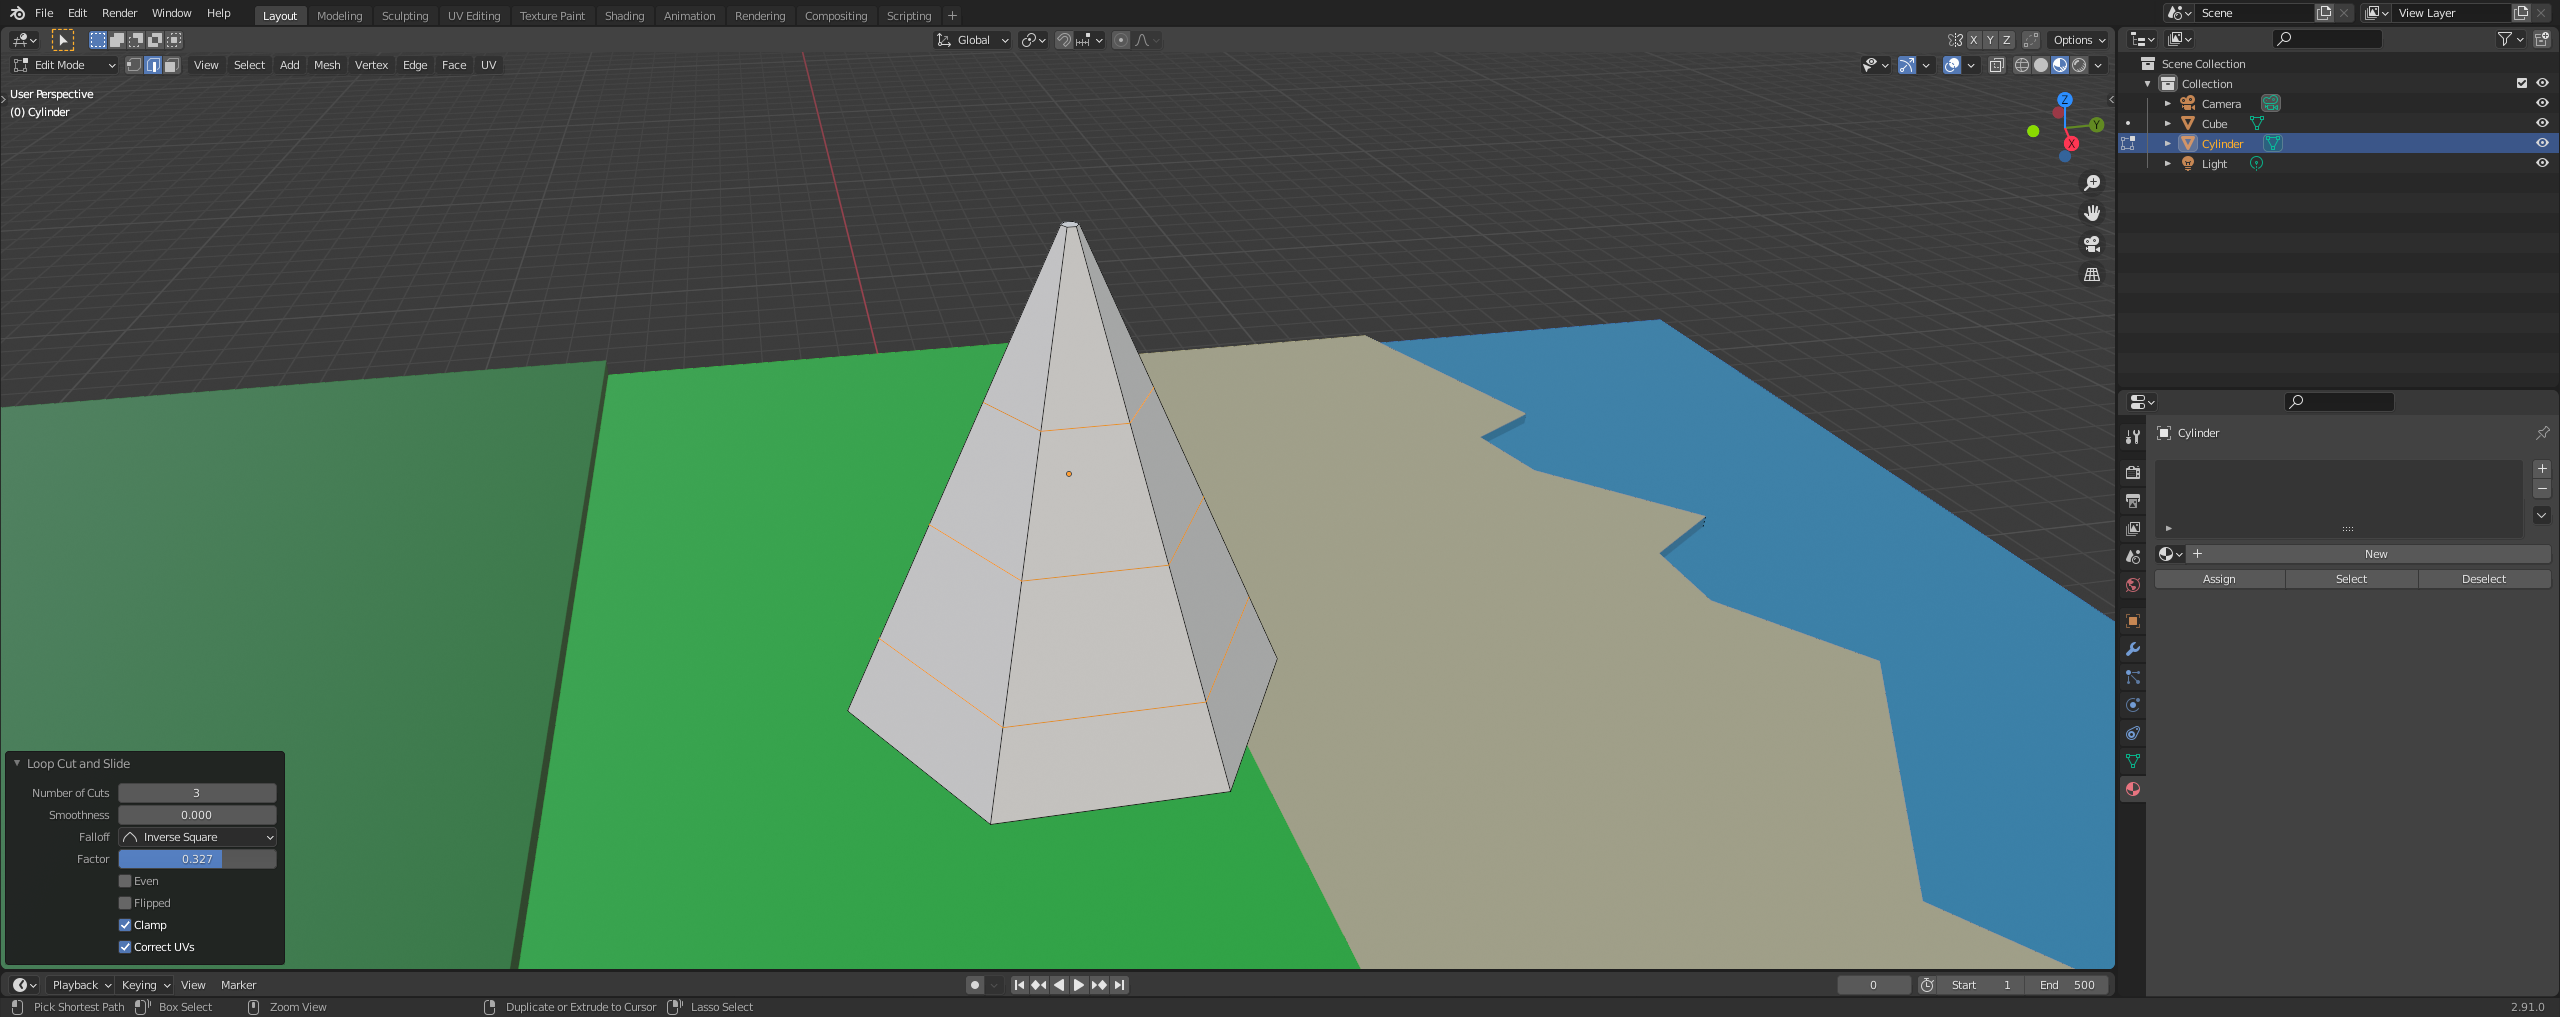 File Edit Render Window Help Layout Modeling Sculpting UV Editing Texture Paint Shading Animation Rendering Compositing Scripting + Scene View Layer
Global X Y Z Options
Edit Mode View Select Add Mesh Vertex Edge Face UV
User Perspective
(0) Cylinder
Z
Y
X
Scene Collection
Collection
Camera
Cube
Cylinder
Light
Cylinder
New
Assign Select Deselect
Loop Cut and Slide
Number of Cuts 3
Smoothness 0.000
Falloff Inverse Square
Factor 0.327
Even
Flipped
Clamp
Correct UVs
Playback Keying View Marker 0 Start 1 End 500
Pick Shortest Path Box Select Zoom View Duplicate or Extrude to Cursor Lasso Select 2.91.0